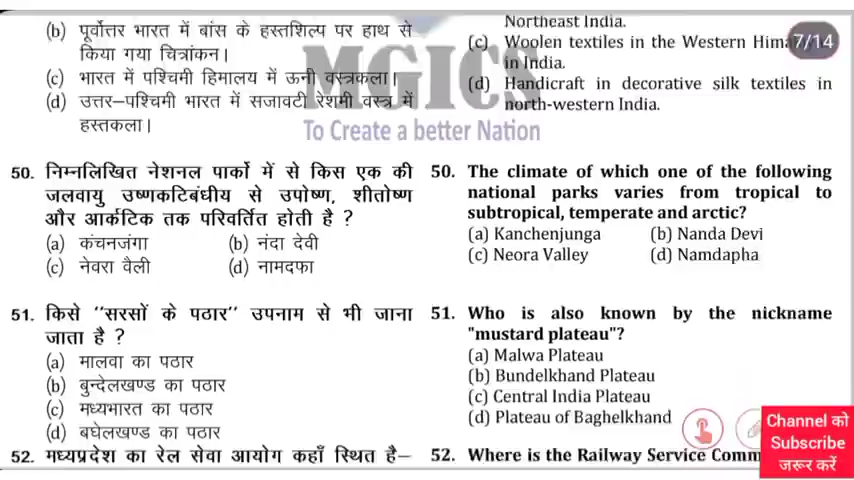 (b) पूर्वोत्तर भारत में बांस के हस्तशिल्प पर हाथ से
किया गया चित्रांकन।
(c) भारत में पश्चिमी हिमालय में ऊनी वस्त्रकला।
(d) उत्तर–पश्चिमी भारत में सजावटी रेशमी वस्त्र में
हस्तकला।
50. निम्नलिखित नेशनल पार्कों में से किस एक की
जलवायु उष्णकटिबंधीय से उपोष्ण, शीतोष्ण
और आर्कटिक तक परिवर्तित होती है ?
(a) कंचनजंगा (b) नंदा देवी
(c) नेवरा वैली (d) नामदफा
51. किसे "सरसों के पठार" उपनाम से भी जाना
जाता है ?
(a) मालवा का पठार
(b) बुन्देलखण्ड का पठार
(c) मध्यभारत का पठार
(d) बघेलखण्ड का पठार
52. मध्यप्रदेश का रेल सेवा आयोग कहाँ स्थित है–
Northeast India.
(c) Woolen textiles in the Western
in India.
(d) Handicraft in decorative silk textiles in
north-western India.
50. The climate of which one of the following
national parks varies from tropical to
subtropical, temperate and arctic?
(a) Kanchenjunga (b) Nanda Devi
(c) Neora Valley (d) Namdapha
51. Who is also known by the nickname
"mustard plateau"?
(a) Malwa Plateau
(b) Bundelkhand Plateau
(c) Central India Plateau
(d) Plateau of Baghelkhand
52. Where is the Railway Service
7/14
MGICS
To Create a better Nation
Channel को
Subscribe
जरूर करें